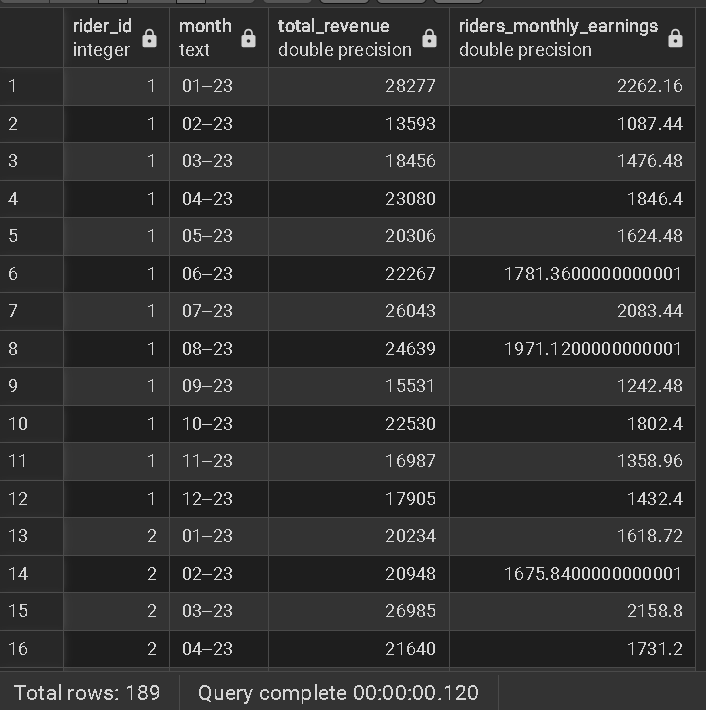 rider_id month total_revenue riders_monthly_earnings
integer text double precision double precision
1 1 01–23 28277 2262.16
2 1 02–23 13593 1087.44
3 1 03–23 18456 1476.48
4 1 04–23 23080 1846.4
5 1 05–23 20306 1624.48
6 1 06–23 22267 1781.3600000000001
7 1 07–23 26043 2083.44
8 1 08–23 24639 1971.1200000000001
9 1 09–23 15531 1242.48
10 1 10–23 22530 1802.4
11 1 11–23 16987 1358.96
12 1 12–23 17905 1432.4
13 2 01–23 20234 1618.72
14 2 02–23 20948 1675.8400000000001
15 2 03–23 26985 2158.8
16 2 04–23 21640 1731.2
Total rows: 189 Query complete 00:00:00.120